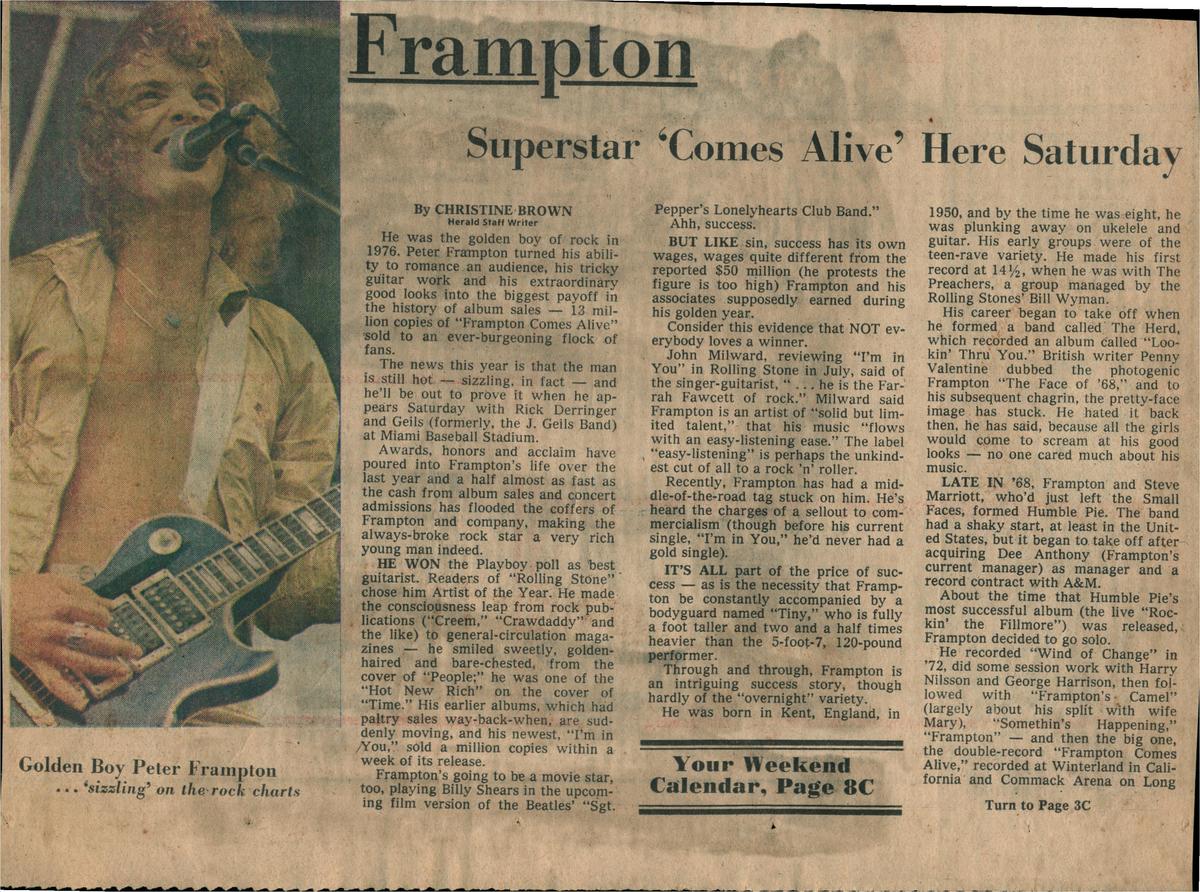 Frampton
Superstar ‘Comes Alive’ Here Saturday
By CHRISTINE BROWN
Herald Staff Writer
He was the golden boy of rock in
1976. Peter Frampton turned his abili-
ty to romance an audience, his tricky
guitar work and his extraordinary
good looks into the biggest payoff in
the history of album sales — 13 mil-
lion copies of “Frampton Comes Alive”
sold to an ever-burgeoning flock of
fans.
The news this year is that the man
is still hot — sizzling, in fact — and
he'll be out to prove it when he ap-
pears Saturday with Rick Derringer
and Geils (formerly, the J. Geils Band)
at Miami Baseball Stadium.
Awards, honors and acclaim have
poured into Frampton's life over the
last year and a half almost as fast as
the cash from album sales and concert
admissions has flooded the coffers of
Frampton and company, making the
always-broke rock star a very rich
young man indeed.
HE WON the Playboy poll as best
guitarist. Readers of “Rolling Stone”
chose him Artist of the Year. He made
the consciousness leap from rock pub-
lications (“Creem,” “Crawdaddy” and
the like) to general-circulation maga-
zines — he smiled sweetly, golden-
haired and bare-chested, from the
cover of “People;” he was one of the
“Hot New Rich” on the cover of
“Time.” His earlier albums, which had
paltry sales way-back-when, are sud-
denly moving, and his newest, “I'm in
You,” sold a million copies within a
week of its release.
Frampton's going to be a movie star,
too, playing Billy Shears in the upcom-
ing film version of the Beatles' “Sgt.
Pepper's Lonelyhearts Club Band.”
Ahh, success.
BUT LIKE sin, success has its own
wages, wages quite different from the
reported $50 million (he protests the
figure is too high) Frampton and his
associates supposedly earned during
his golden year.
Consider this evidence that NOT ev-
erybody loves a winner.
John Milward, reviewing “I'm in
You” in Rolling Stone in July, said of
the singer-guitarist, “ . . . he is the Far-
rah Fawcett of rock.” Milward said
Frampton is an artist of “solid but lim-
ited talent,” that his music “flows
with an easy-listening ease.” The label
“easy-listening” is perhaps the unkind-
est cut of all to a rock 'n' roller.
Recently, Frampton has had a mid-
dle-of-the-road tag stuck on him. He's
heard the charges of a sellout to com-
mercialism (though before his current
single, “I'm in You,” he'd never had a
gold single).
IT'S ALL part of the price of suc-
cess — as is the necessity that Framp-
ton be constantly accompanied by a
bodyguard named “Tiny,” who is fully
a foot taller and two and a half times
heavier than the 5-foot-7, 120-pound
performer.
Through and through, Frampton is
an intriguing success story, though
hardly of the “overnight” variety.
He was born in Kent, England, in
1950, and by the time he was eight, he
was plunking away on ukelele and
guitar. His early groups were of the
teen-rave variety. He made his first
record at 14½, when he was with The
Preachers, a group managed by the
Rolling Stones' Bill Wyman.
His career began to take off when
he formed a band called The Herd,
which recorded an album called “Loo-
kin' Thru You.” British writer Penny
Valentine dubbed the photogenic
Frampton “The Face of '68,” and to
his subsequent chagrin, the pretty-face
image has stuck. He hated it back
then, he has said, because all the girls
would come to scream at his good
looks — no one cared much about his
music.
LATE IN '68, Frampton and Steve
Marriott, who'd just left the Small
Faces, formed Humble Pie. The band
had a shaky start, at least in the Unit-
ed States, but it began to take off after
acquiring Dee Anthony (Frampton's
current manager) as manager and a
record contract with A&M.
About the time that Humble Pie's
most successful album (the live “Roc-
kin' the Fillmore”) was released,
Frampton decided to go solo.
He recorded “Wind of Change” in
'72, did some session work with Harry
Nilsson and George Harrison, then fol-
lowed with “Frampton's Camel”
(largely about his split with wife
Mary), “Somethin's Happening,”
“Frampton” — and then the big one,
the double-record “Frampton Comes
Alive,” recorded at Winterland in Cali-
fornia and Commack Arena on Long
Turn to Page 3C
Your Weekend
Calendar, Page 8C
Golden Boy Peter Frampton
. . . ‘sizzling’ on the rock charts